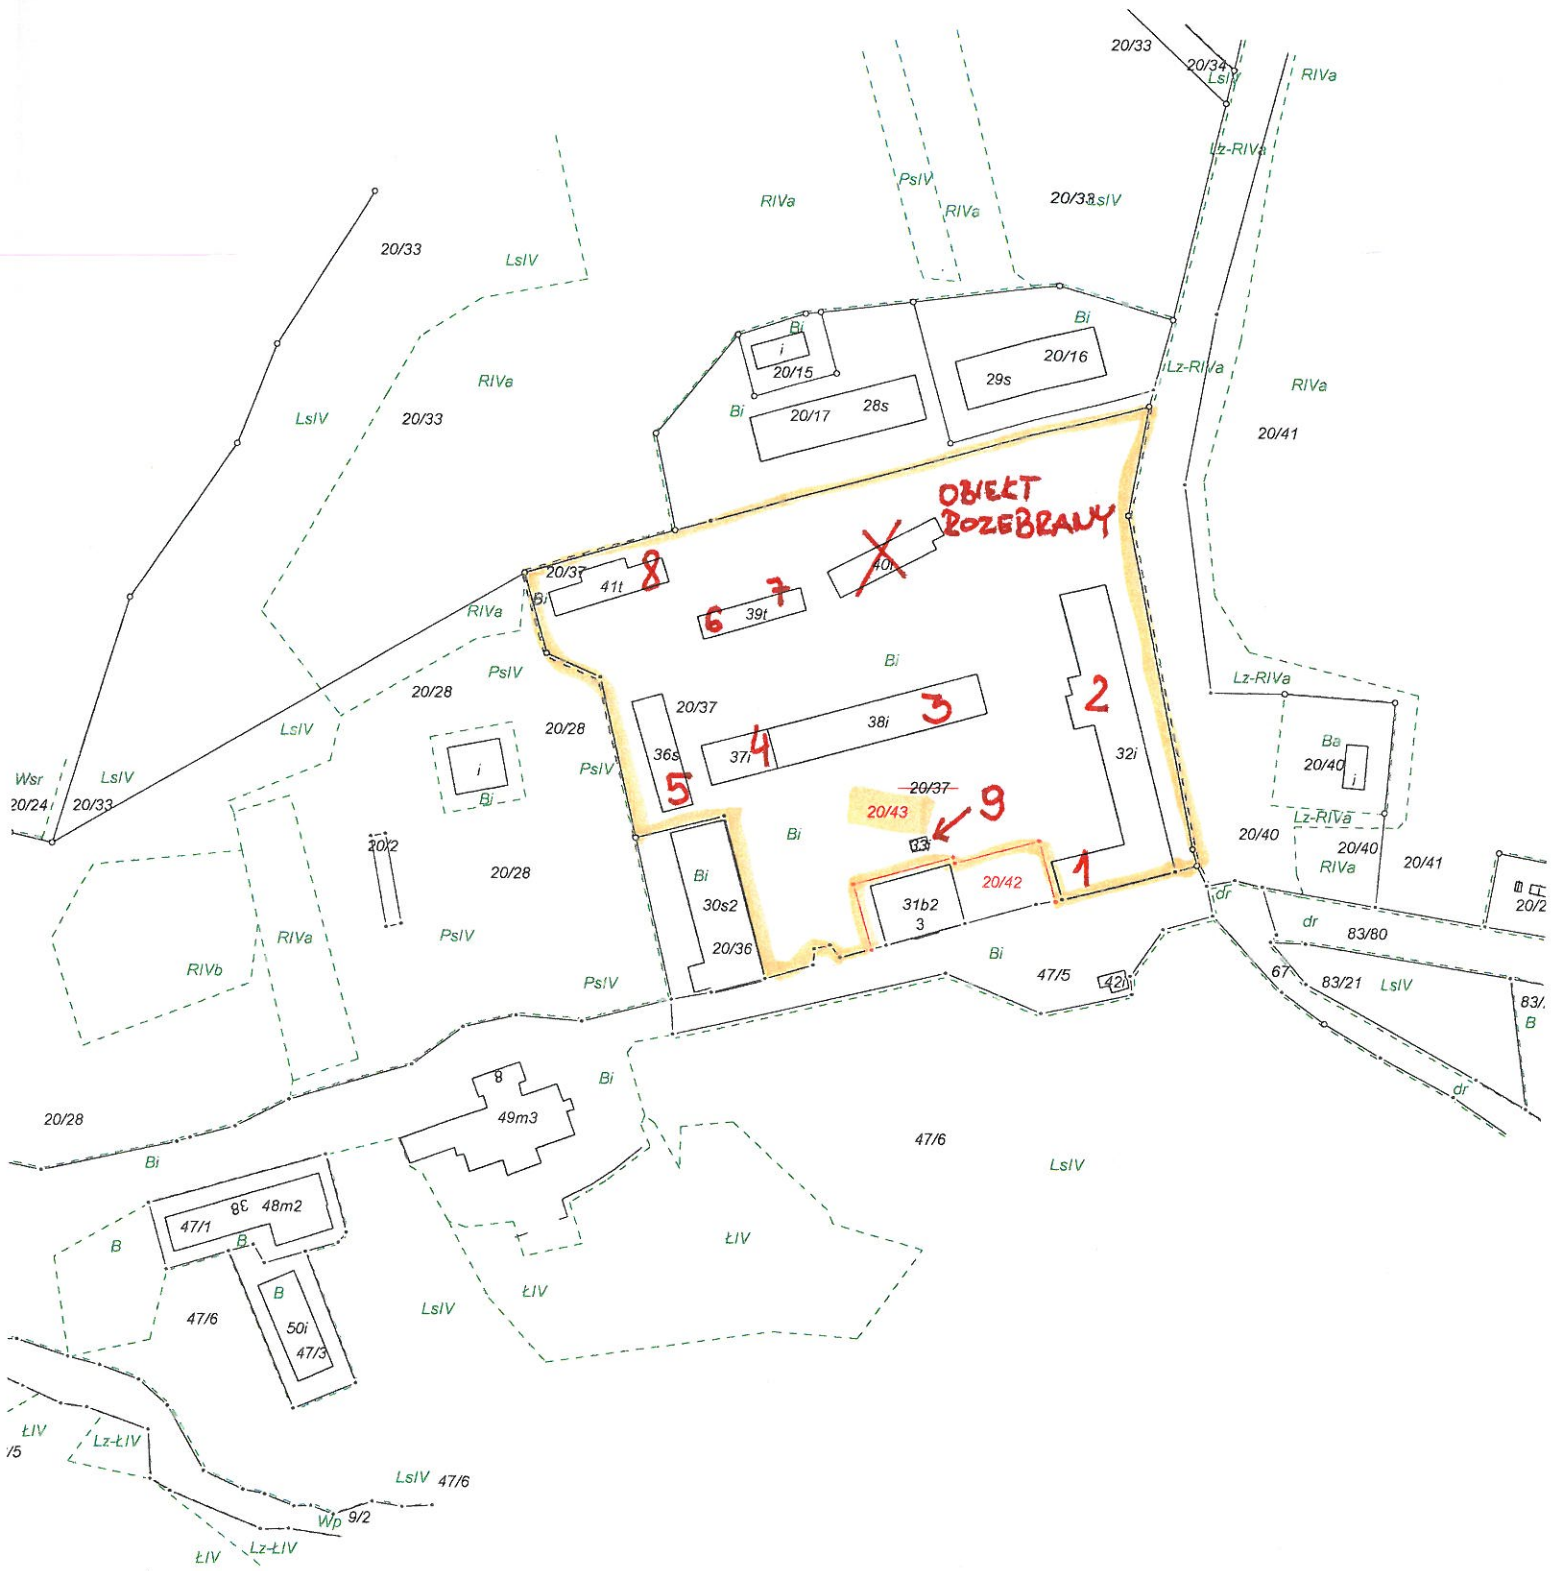 20/33
20/34
LsIV
RIVa
Lz-RIVa
PsIV
RIVa
RIVa
20/33
LsIV
20/33
LsIV
Bi
Bi
i
20/15
20/16
29s
Lz-RIVa
RIVa
RIVa
LsIV
20/33
Bi
20/17
28s
20/41
OBIEKT
ROZEBRANY
40i
20/37
41t
8
Bi
7
6
39t
RIVa
Bi
PsIV
20/28
Lz-RIVa
20/37
3
2
38i
LsIV
20/28
4
37i
36s
32i
Ba
20/40
i
i
PsIV
Wsr
LsIV
20/24
20/33
5
Bi
20/37
9
20/43
Lz-RIVa
20/2
Bi
33i
20/40
20/40
20/41
RIVa
20/28
Bi
1
20/42
30s2
31b2
3
dr
20/2
RIVa
PsIV
20/36
dr
83/80
RIVb
PsIV
Bi
47/5
42i
67
83/21
LsIV
83/
B
8
Bi
49m3
dr
20/28
47/6
LsIV
Bi
38
48m2
47/1
B
B
ŁIV
B
ŁIV
LsIV
47/6
50i
47/3
ŁIV
/5
Lz-ŁIV
LsIV
47/6
Wp
9/2
ŁIV
Lz-ŁIV